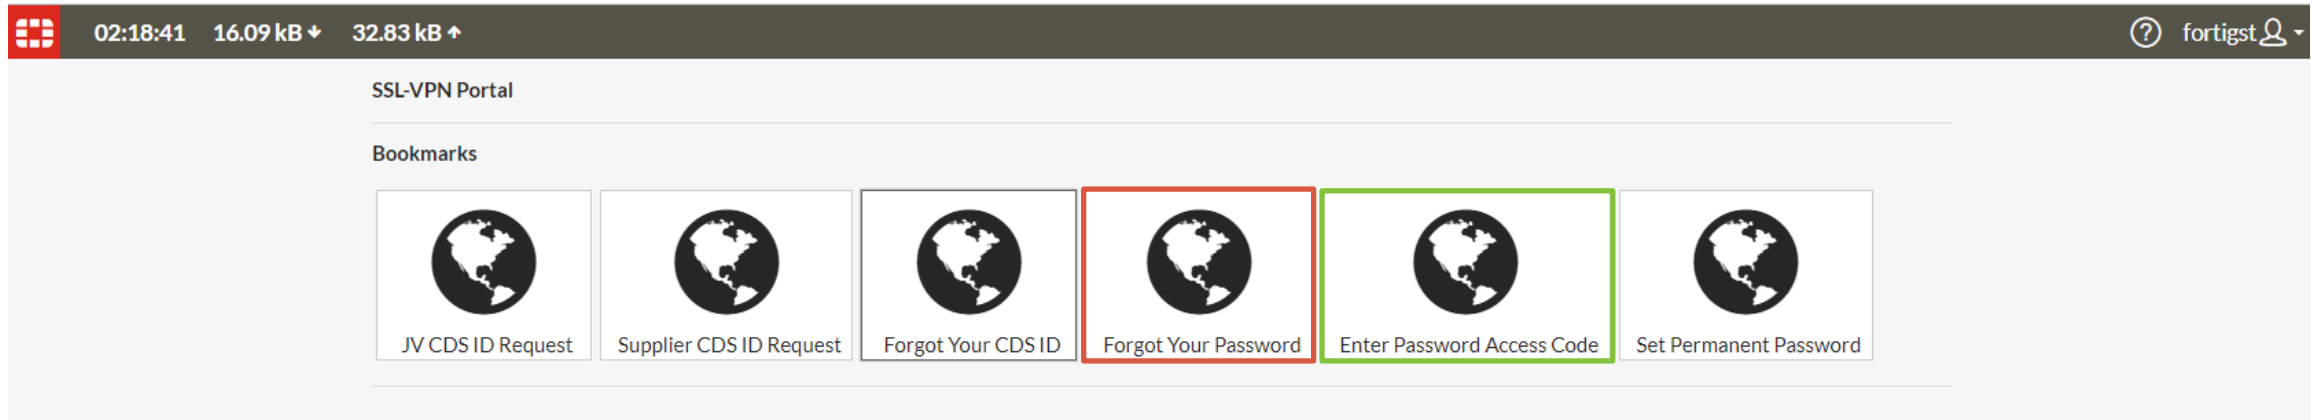 02:18:41 16.09 kB 32.83 kB fortigst
SSL-VPN Portal
Bookmarks
JV CDS ID Request Supplier CDS ID Request Forgot Your CDS ID Forgot Your Password Enter Password Access Code Set Permanent Password